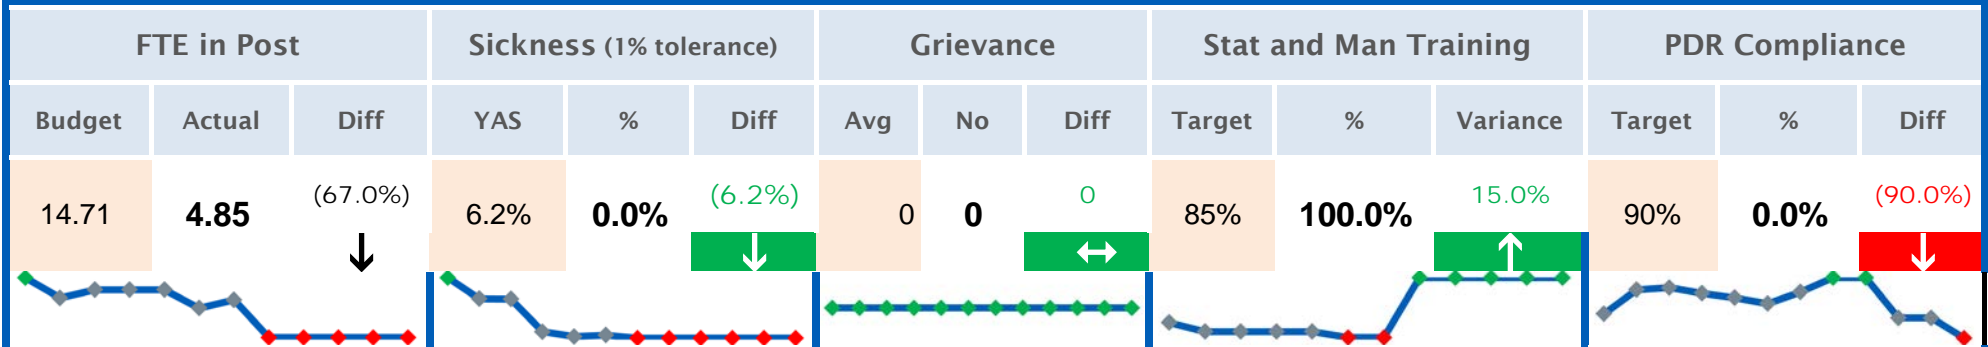 FTE in Post Sickness (1% tolerance) Grievance Stat and Man Training PDR Compliance
Budget Actual Diff YAS % Diff Avg No Diff Target % Variance Target % Diff
14.71 4.85 (67.0%) 6.2% 0.0% (6.2%) 0 0 0 85% 100.0% 15.0% 90% 0.0% (90.0%)